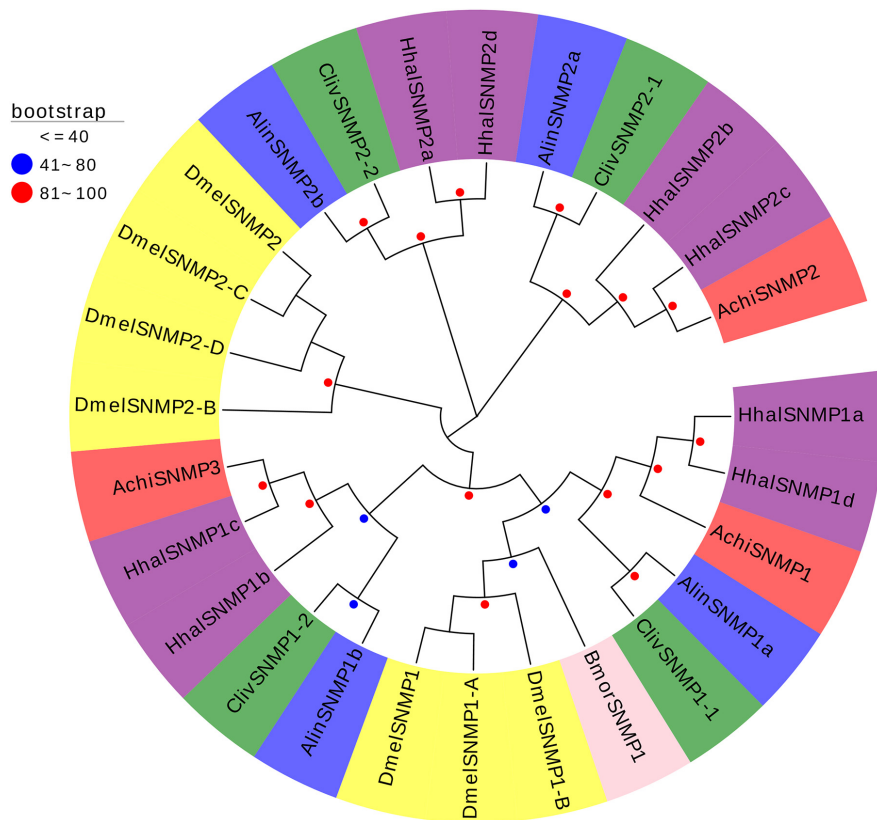 bootstrap
<=40
41~80
81~100
DmelSNMP2-B
DmelSNMP2-D
DmelSNMP2-C
DmelSNMP2
AlinSNMP2b
ClivSNMP2-2
HhalSNMP2a
HhalSNMP2d
AlinSNMP2a
ClivSNMP2-1
HhalSNMP2b
HhalSNMP2c
AchiSNMP2
HhalSNMP1a
HhalSNMP1d
AchiSNMP1
AlinSNMP1a
ClivSNMP1-1
BmorSNMP1
DmelSNMP1-B
DmelSNMP1-A
DmelSNMP1
AlinSNMP1b
ClivSNMP1-2
HhalSNMP1b
HhalSNMP1c
AchiSNMP3